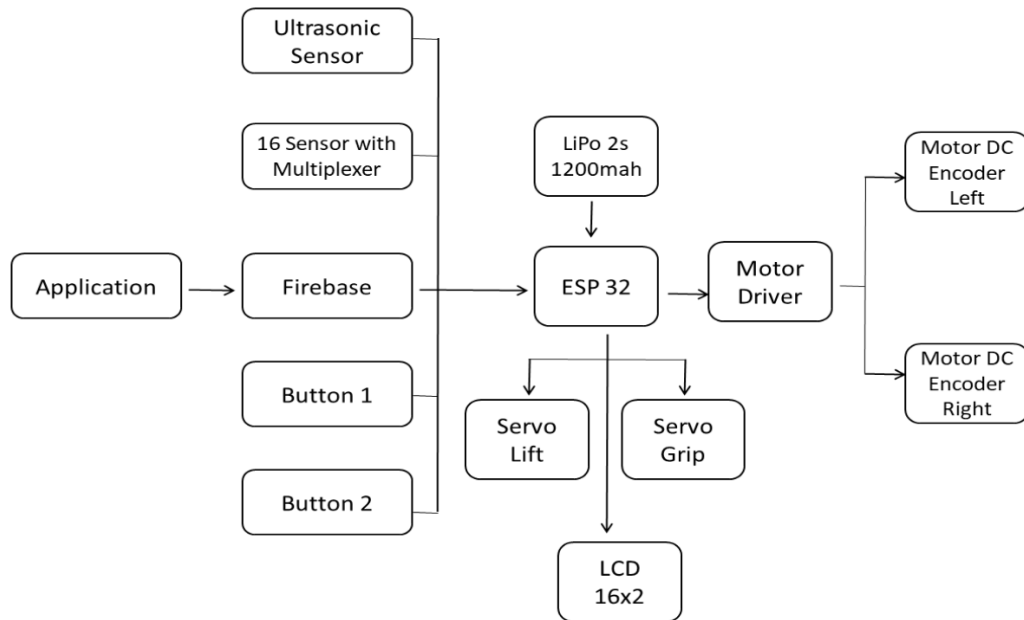 Ultrasonic
Sensor
16 Sensor with
Multiplexer
LiPo 2s
1200mah
Motor DC
Encoder
Left
Application
Firebase
ESP 32
Motor
Driver
Motor DC
Encoder
Right
Button 1
Servo
Lift
Servo
Grip
Button 2
LCD
16x2